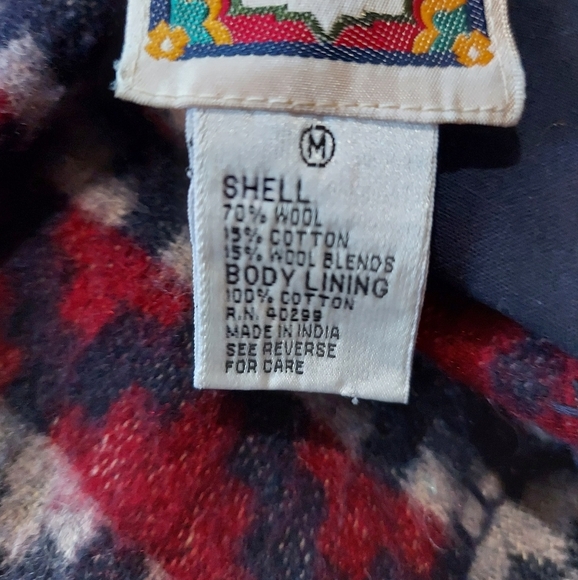 M
SHELL
70% WOOL
15% COTTON
15% WOOL BLENDS
BODY LINING
100% COTTON
R.N. 40299
MADE IN INDIA
SEE REVERSE
FOR CARE